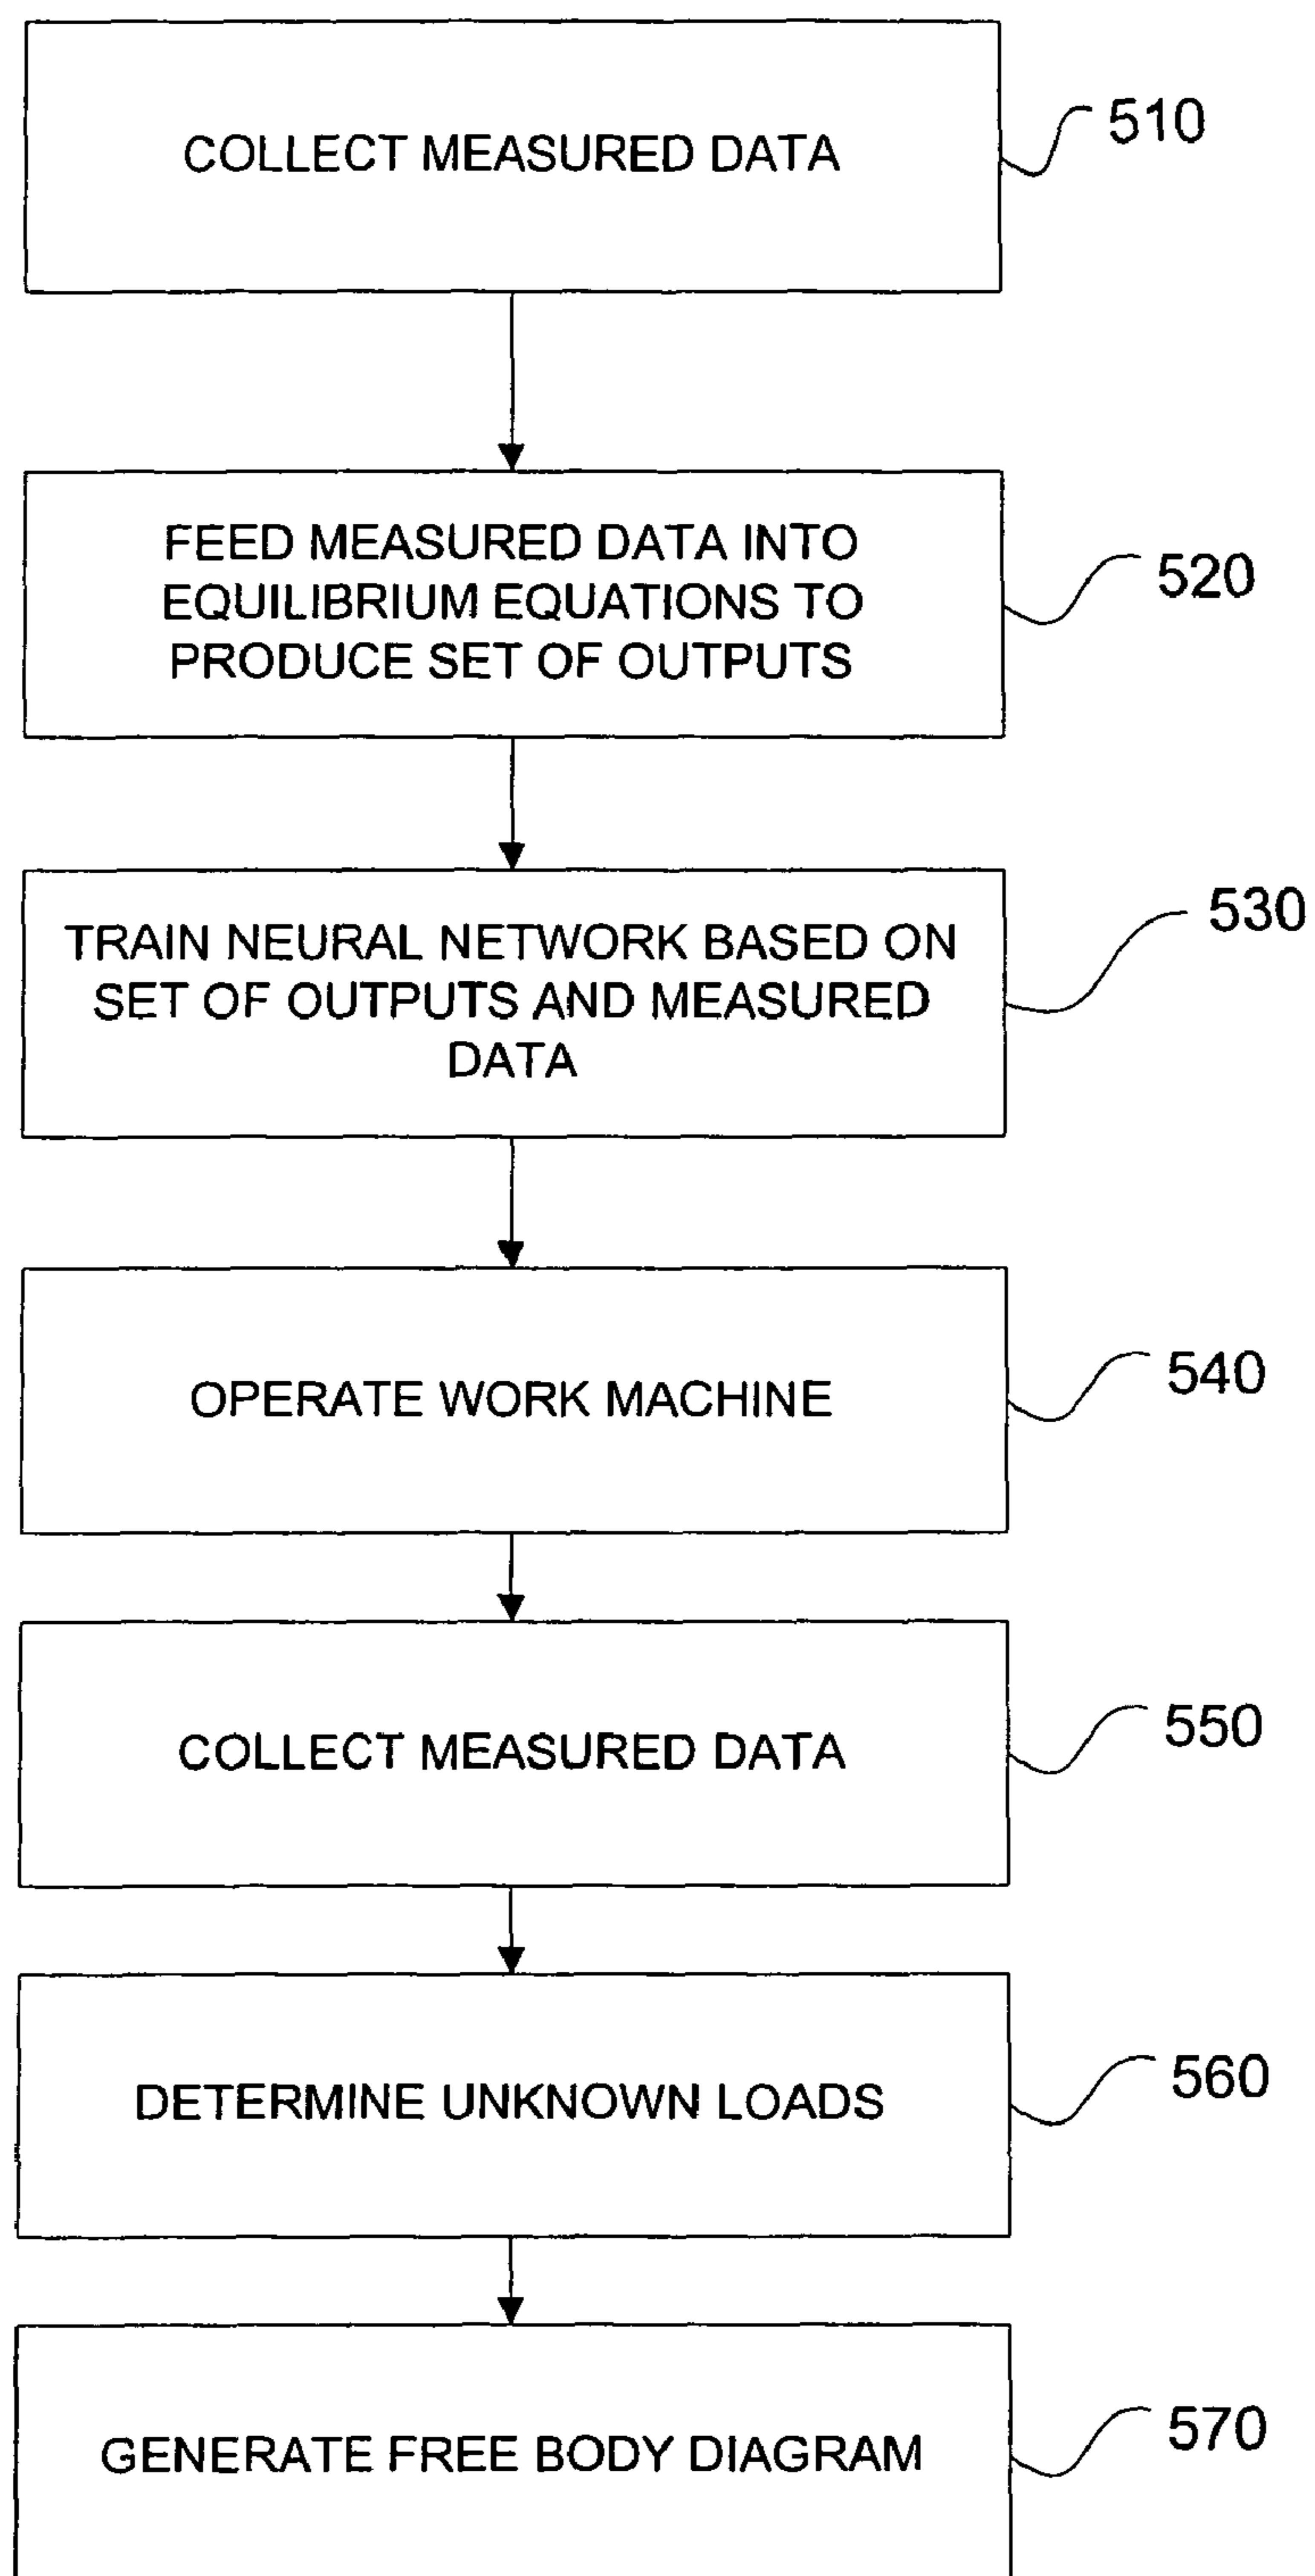 COLLECT MEASURED DATA
510
FEED MEASURED DATA INTO
EQUILIBRIUM EQUATIONS TO
PRODUCE SET OF OUTPUTS
520
TRAIN NEURAL NETWORK BASED ON
SET OF OUTPUTS AND MEASURED
DATA
530
OPERATE WORK MACHINE
540
COLLECT MEASURED DATA
550
DETERMINE UNKNOWN LOADS
560
GENERATE FREE BODY DIAGRAM
570